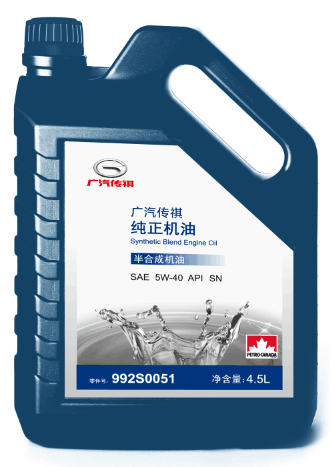 广汽传祺
广汽传祺
纯正机油
Synthetic Blend Engine Oil
半合成机油
SAE 5W-40 API SN
PETRO-CANADA
零件号: 992S0051
净含量: 4.5L